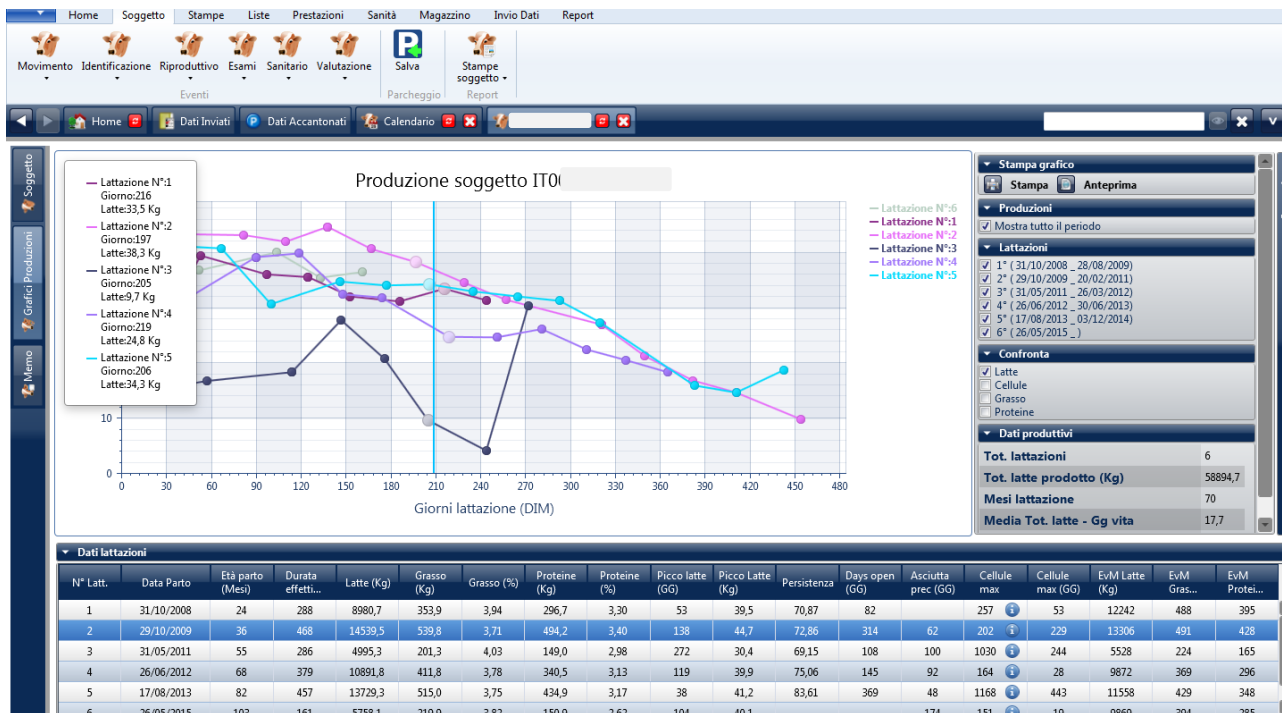 Home Soggetto Stampe Liste Prestazioni Sanità Magazzino Invio Dati Report
Movimento Identificazione Riproduttivo Esami Sanitario Valutazione Salva Stampe soggetto
Eventi Parcheggio Report
Home Dati Inviati P Dati Accantonati Calendario
Soggetto
Grafici Produzioni
Memo
Produzione soggetto IT00
Lattazione N°:1
Giorno:216
Latte:33,5 Kg
Lattazione N°:2
Giorno:197
Latte:38,3 Kg
Lattazione N°:3
Giorno:205
Latte:9,7 Kg
Lattazione N°:4
Giorno:219
Latte:24,8 Kg
Lattazione N°:5
Giorno:206
Latte:34,3 Kg
Lattazione N°:6
Lattazione N°:1
Lattazione N°:2
Lattazione N°:3
Lattazione N°:4
Lattazione N°:5
10
0
0 30 60 90 120 150 180 210 240 270 300 330 360 390 420 450 480
Giorni lattazione (DIM)
Stampa grafico
Stampa Anteprima
Produzioni
Mostra tutto il periodo
Lattazioni
1° ( 31/10/2008 _ 28/08/2009)
2° ( 29/10/2009 _ 20/02/2011)
3° ( 31/05/2011 _ 26/03/2012)
4° ( 26/06/2012 _ 30/06/2013)
5° ( 17/08/2013 _ 03/12/2014)
6° ( 26/05/2015 _ )
Confronta
Latte
Cellule
Grasso
Proteine
Dati produttivi
Tot. lattazioni 6
Tot. latte prodotto (Kg) 58894,7
Mesi lattazione 70
Media Tot. latte - Gg vita 17,7
Dati lattazioni
N° Latt. Data Parto Età parto (Mesi) Durata effetti... Latte (Kg) Grasso (Kg) Grasso (%) Proteine (Kg) Proteine (%) Picco latte (GG) Picco Latte (Kg) Persistenza Days open (GG) Asciutta prec (GG) Cellule max Cellule max (GG) EvM Latte (Kg) EvM Gras... EvM Protei...
1 31/10/2008 24 288 8980,7 353,9 3,94 296,7 3,30 53 39,5 70,87 82 257 53 12242 488 395
2 29/10/2009 36 468 14539,5 539,8 3,71 494,2 3,40 138 44,7 72,86 314 62 202 229 13306 491 428
3 31/05/2011 55 286 4995,3 201,3 4,03 149,0 2,98 272 30,4 69,15 108 100 1030 244 5528 224 165
4 26/06/2012 68 379 10891,8 411,8 3,78 340,5 3,13 119 39,9 75,06 145 92 164 28 9872 369 296
5 17/08/2013 82 457 13729,3 515,0 3,75 434,9 3,17 38 41,2 83,61 369 48 1168 443 11558 429 348